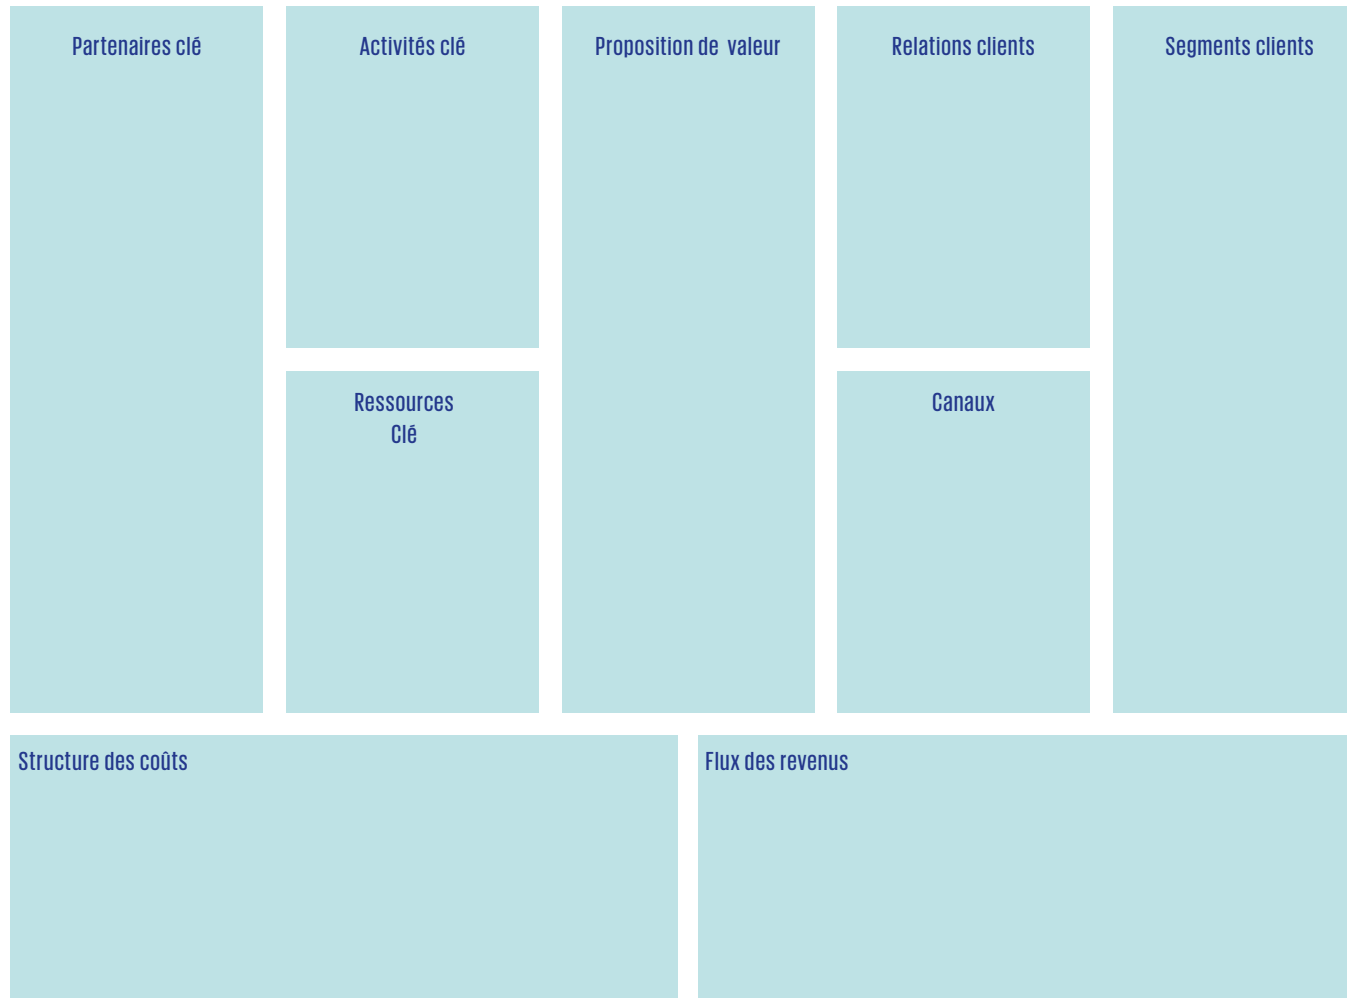 Partenaires clé
Activités clé
Proposition de  valeur
Relations clients
Segments clients
Ressources
Clé
Canaux
Structure des coûts
Flux des revenus